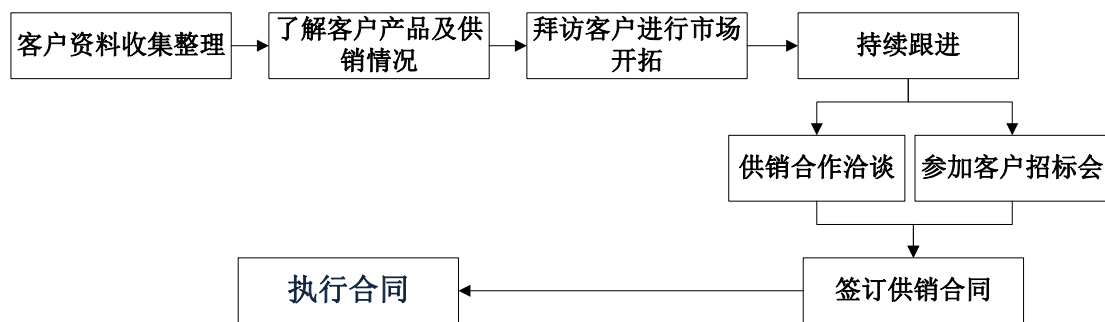 客户资料收集整理
了解客户产品及供
销情况
拜访客户进行市场
开拓
持续跟进
供销合作洽谈
参加客户招标会
签订供销合同
执行合同